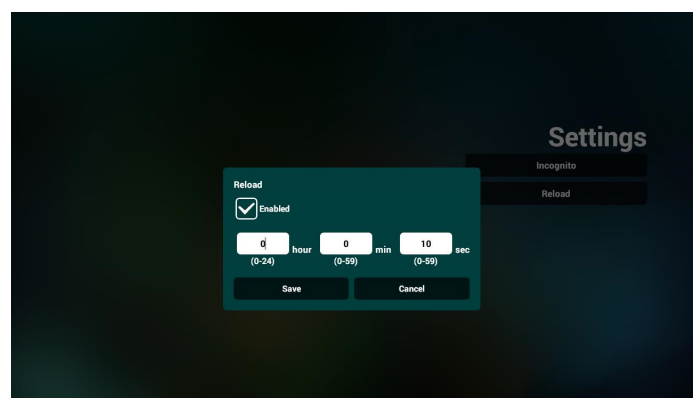 Settings
Incognito
Reload
Reload
Enabled
0 hour 0 min 10 sec
(0-24) (0-59) (0-59)
Save Cancel